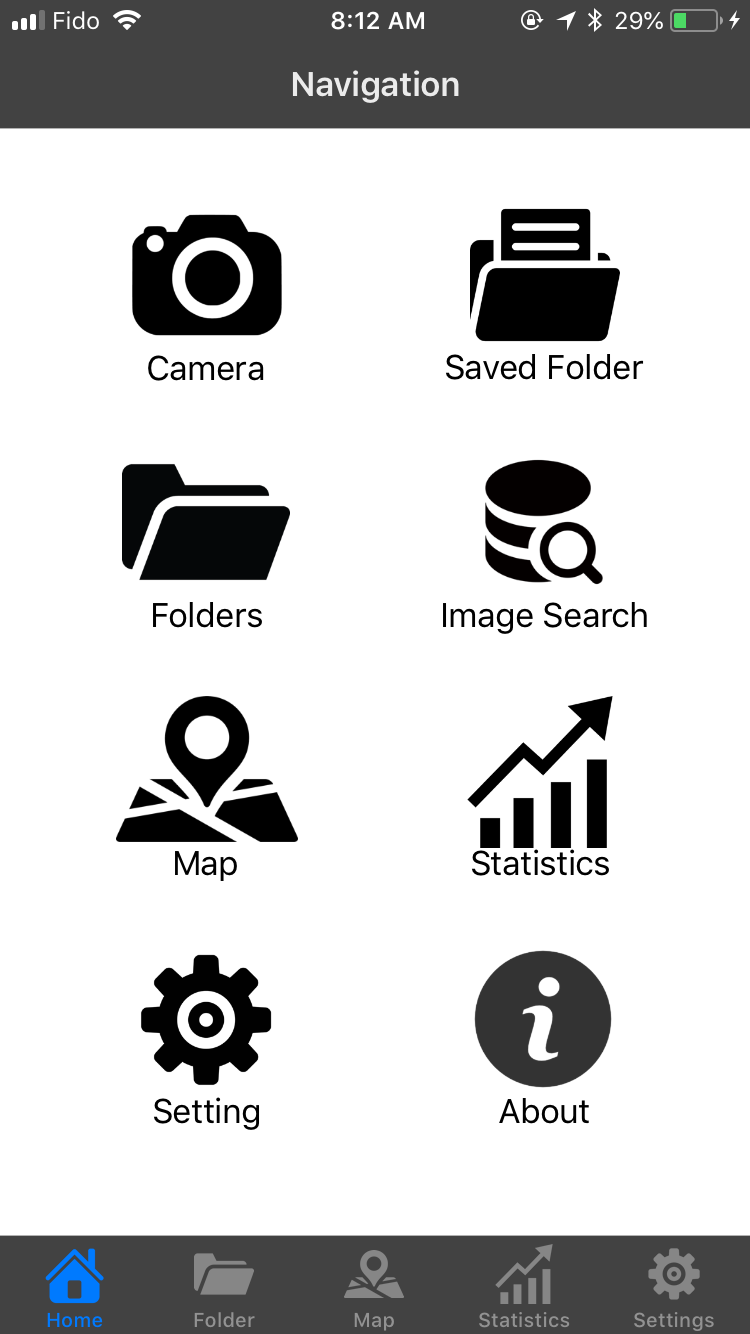 Fido 8:12 AM 29%
Navigation
Camera Saved Folder
Folders Image Search
Map Statistics
Setting About
Home Folder Map Statistics Settings